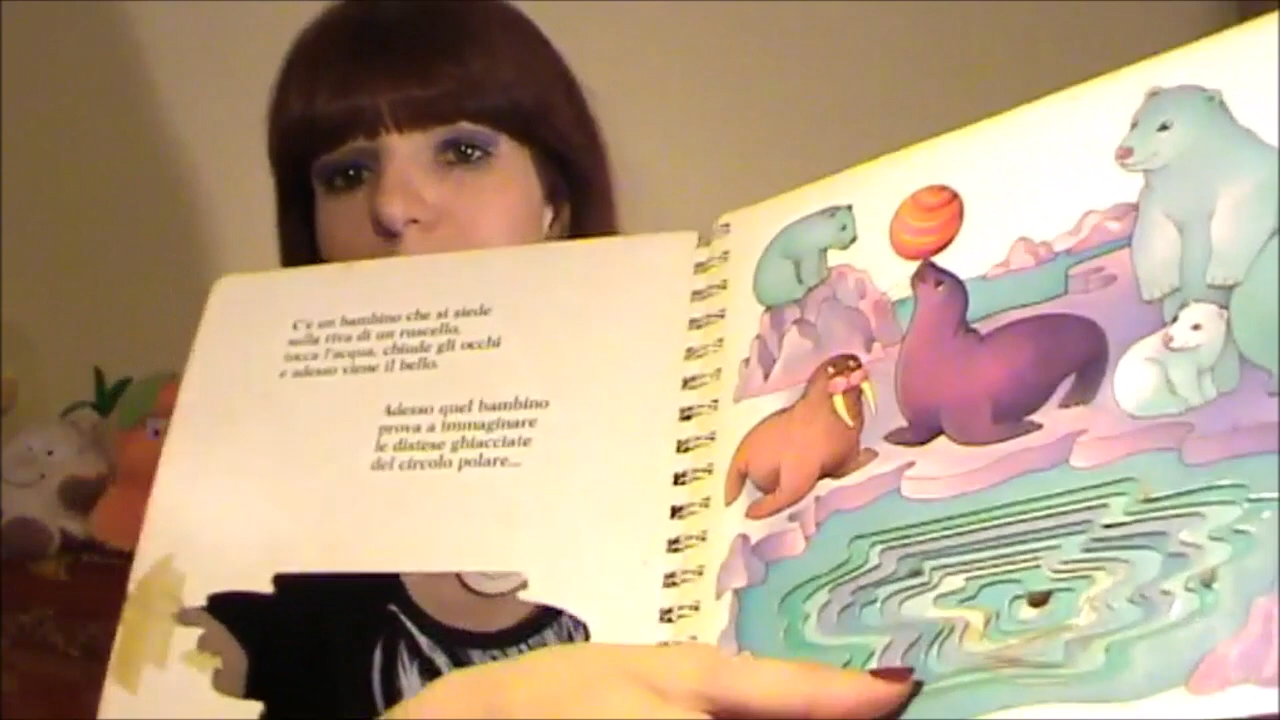 C'è un bambino che si siede
sulla riva di un ruscello,
tocca l'acqua, chiude gli occhi
e adesso viene il bello.
Adesso quel bambino
prova a immaginare
le distese ghiacciate
del circolo polare...